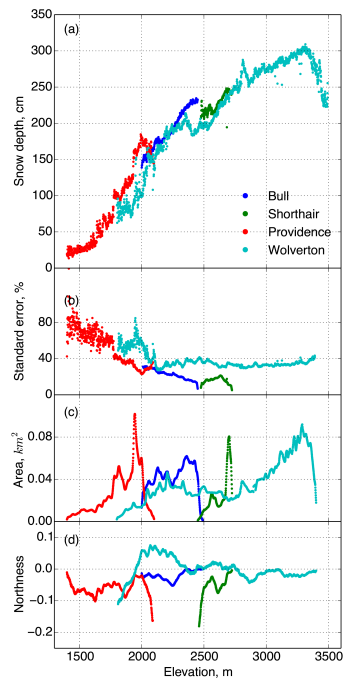 350
(a)
300
250
200
150
100
50
0
Snow depth, cm
Bull
Shorthair
Providence
Wolverton
(b)
80
40
0
Standard error, %
(c)
0.08
0.04
0.00
Area, km²
(d)
0.1
0.0
−0.1
−0.2
Northness
1500 2000 2500 3000 3500
Elevation, m